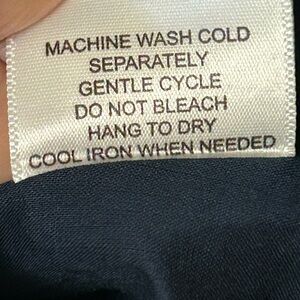 MACHINE WASH COLD
SEPARATELY
GENTLE CYCLE
DO NOT BLEACH
HANG TO DRY
COOL IRON WHEN NEEDED